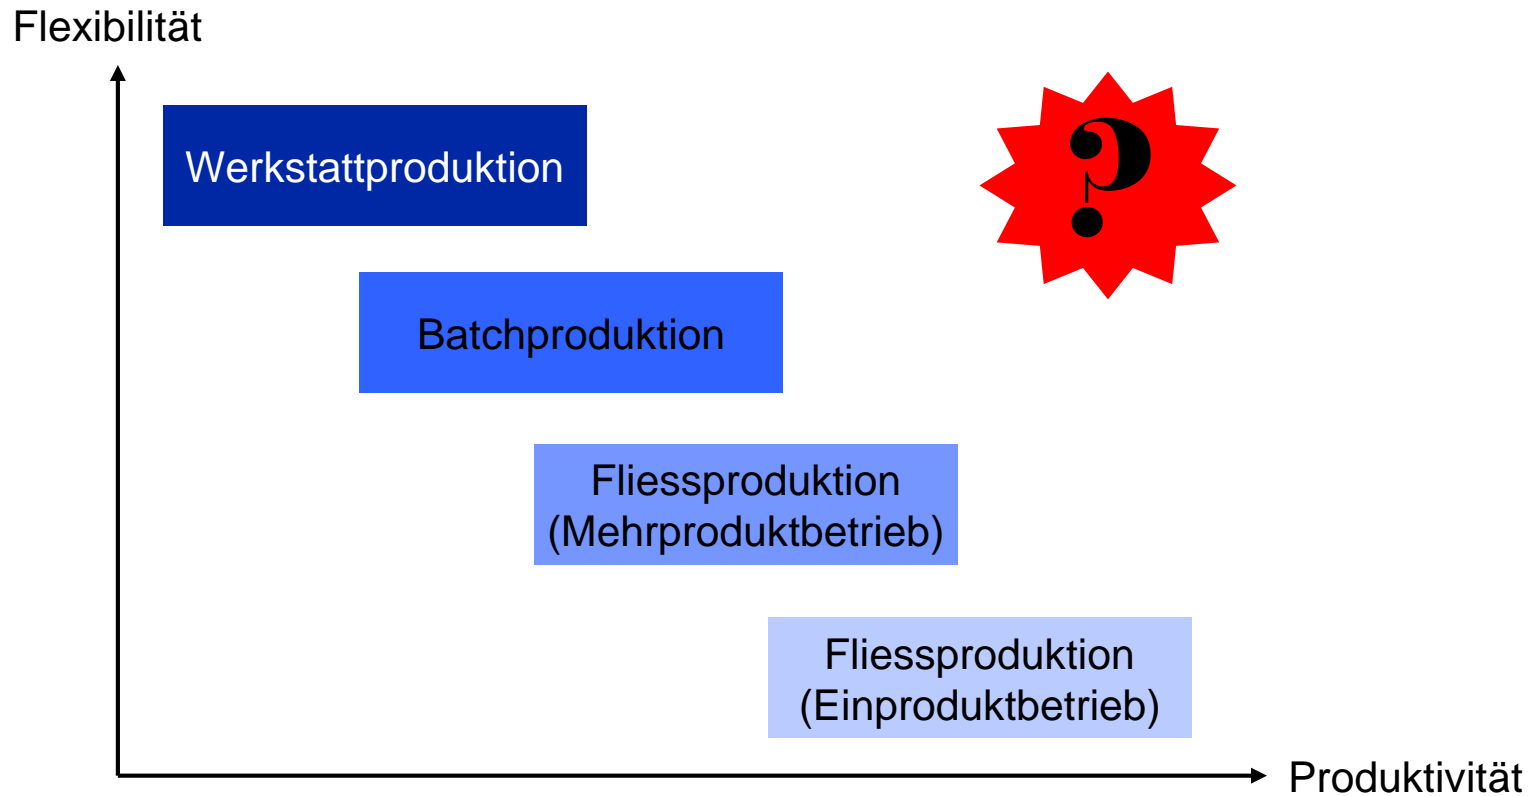 Flexibilität
Werkstattproduktion
?
Batchproduktion
Fliessproduktion
(Mehrproduktbetrieb)
Fliessproduktion
(Einproduktbetrieb)
Produktivität